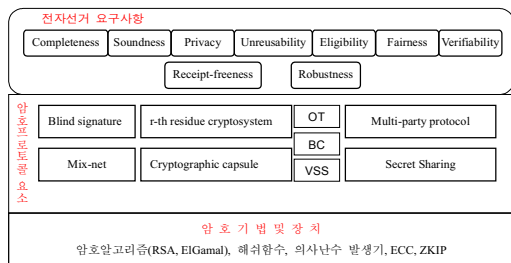 전자선거 요구사항
Completeness Soundness Privacy Unreusability Eligibility Fairness Verifiability
Receipt-freeness Robustness
암호프로토콜 요소
Blind signature r-th residue cryptosystem OT Multi-party protocol
BC
Mix-net Cryptographic capsule VSS Secret Sharing
암 호 기 법 및 장 치
암호알고리즘(RSA, ElGamal), 해쉬함수, 의사난수 발생기, ECC, ZKIP